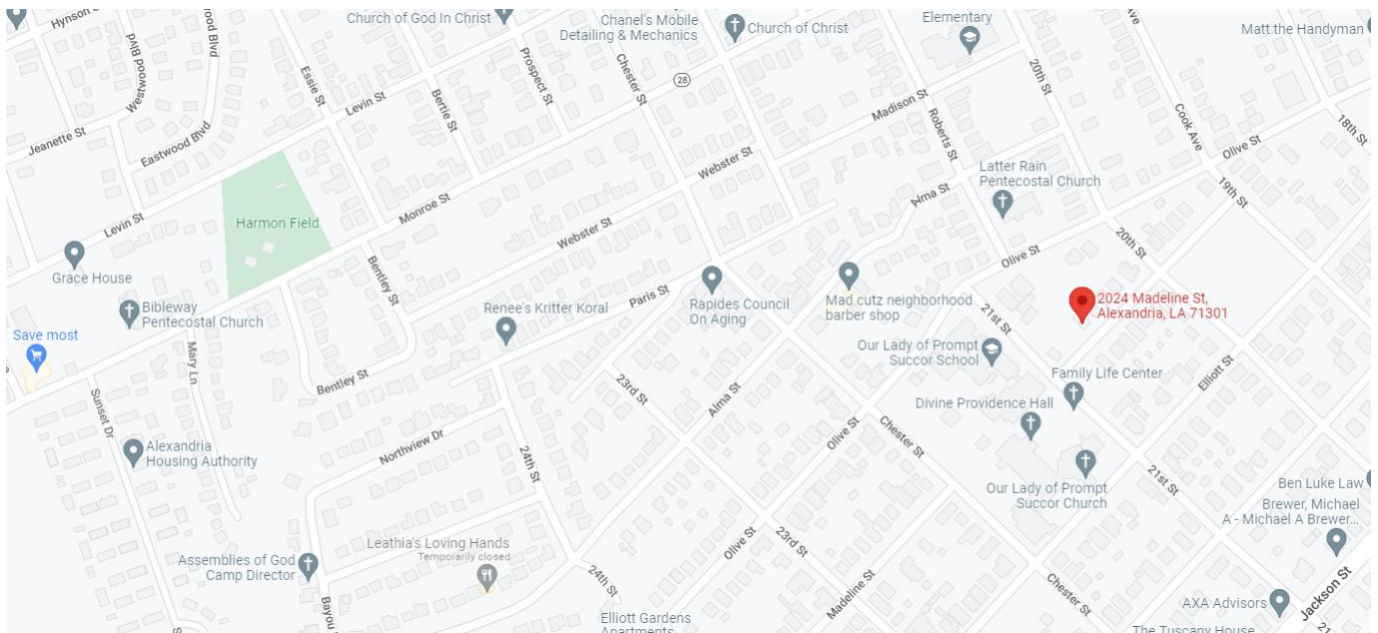 Hynson S
Westwood Blvd
wood Blvd
Church of God In Christ
Chanel's Mobile
Detailing & Mechanics
Church of Christ
Elementary
Ave
Matt the Handyman
Essie St
Levin St
Bertie St
Prospect St
Chester St
28
20th St
Cook Ave
18th St
Jeanette St
Eastwood Blvd
Madison St
Roberts St
Olive St
Webster St
Latter Rain
Pentecostal Church
19th St
Levin St
Harmon Field
Monroe St
Alma St
20th St
Grace House
Webster St
Olive St
Bentley St
Bibleway
Pentecostal Church
Renee's Kritter Koral
Paris St
Rapides Council
On Aging
Mad cutz neighborhood
barber shop
21st St
2024 Madeline St,
Alexandria, LA 71301
Save most
Mary Ln
Our Lady of Prompt
Succor School
Elliott St
Bentley St
Family Life Center
23rd St
Alma St
Divine Providence Hall
Sunset Dr
Olive St
Chester St
Alexandria
Housing Authority
Northview Dr
24th St
Our Lady of Prompt
Succor Church
21st St
Ben Luke Law
Brewer, Michael
A - Michael A Brewer...
Leathia's Loving Hands
Temporarily closed
Olive St
23rd St
Assemblies of God
Camp Director
24th St
Madeline St
Chester St
Bayou
AXA Advisors
Jackson St
Elliott Gardens
Apartments
The Tuscany House
21